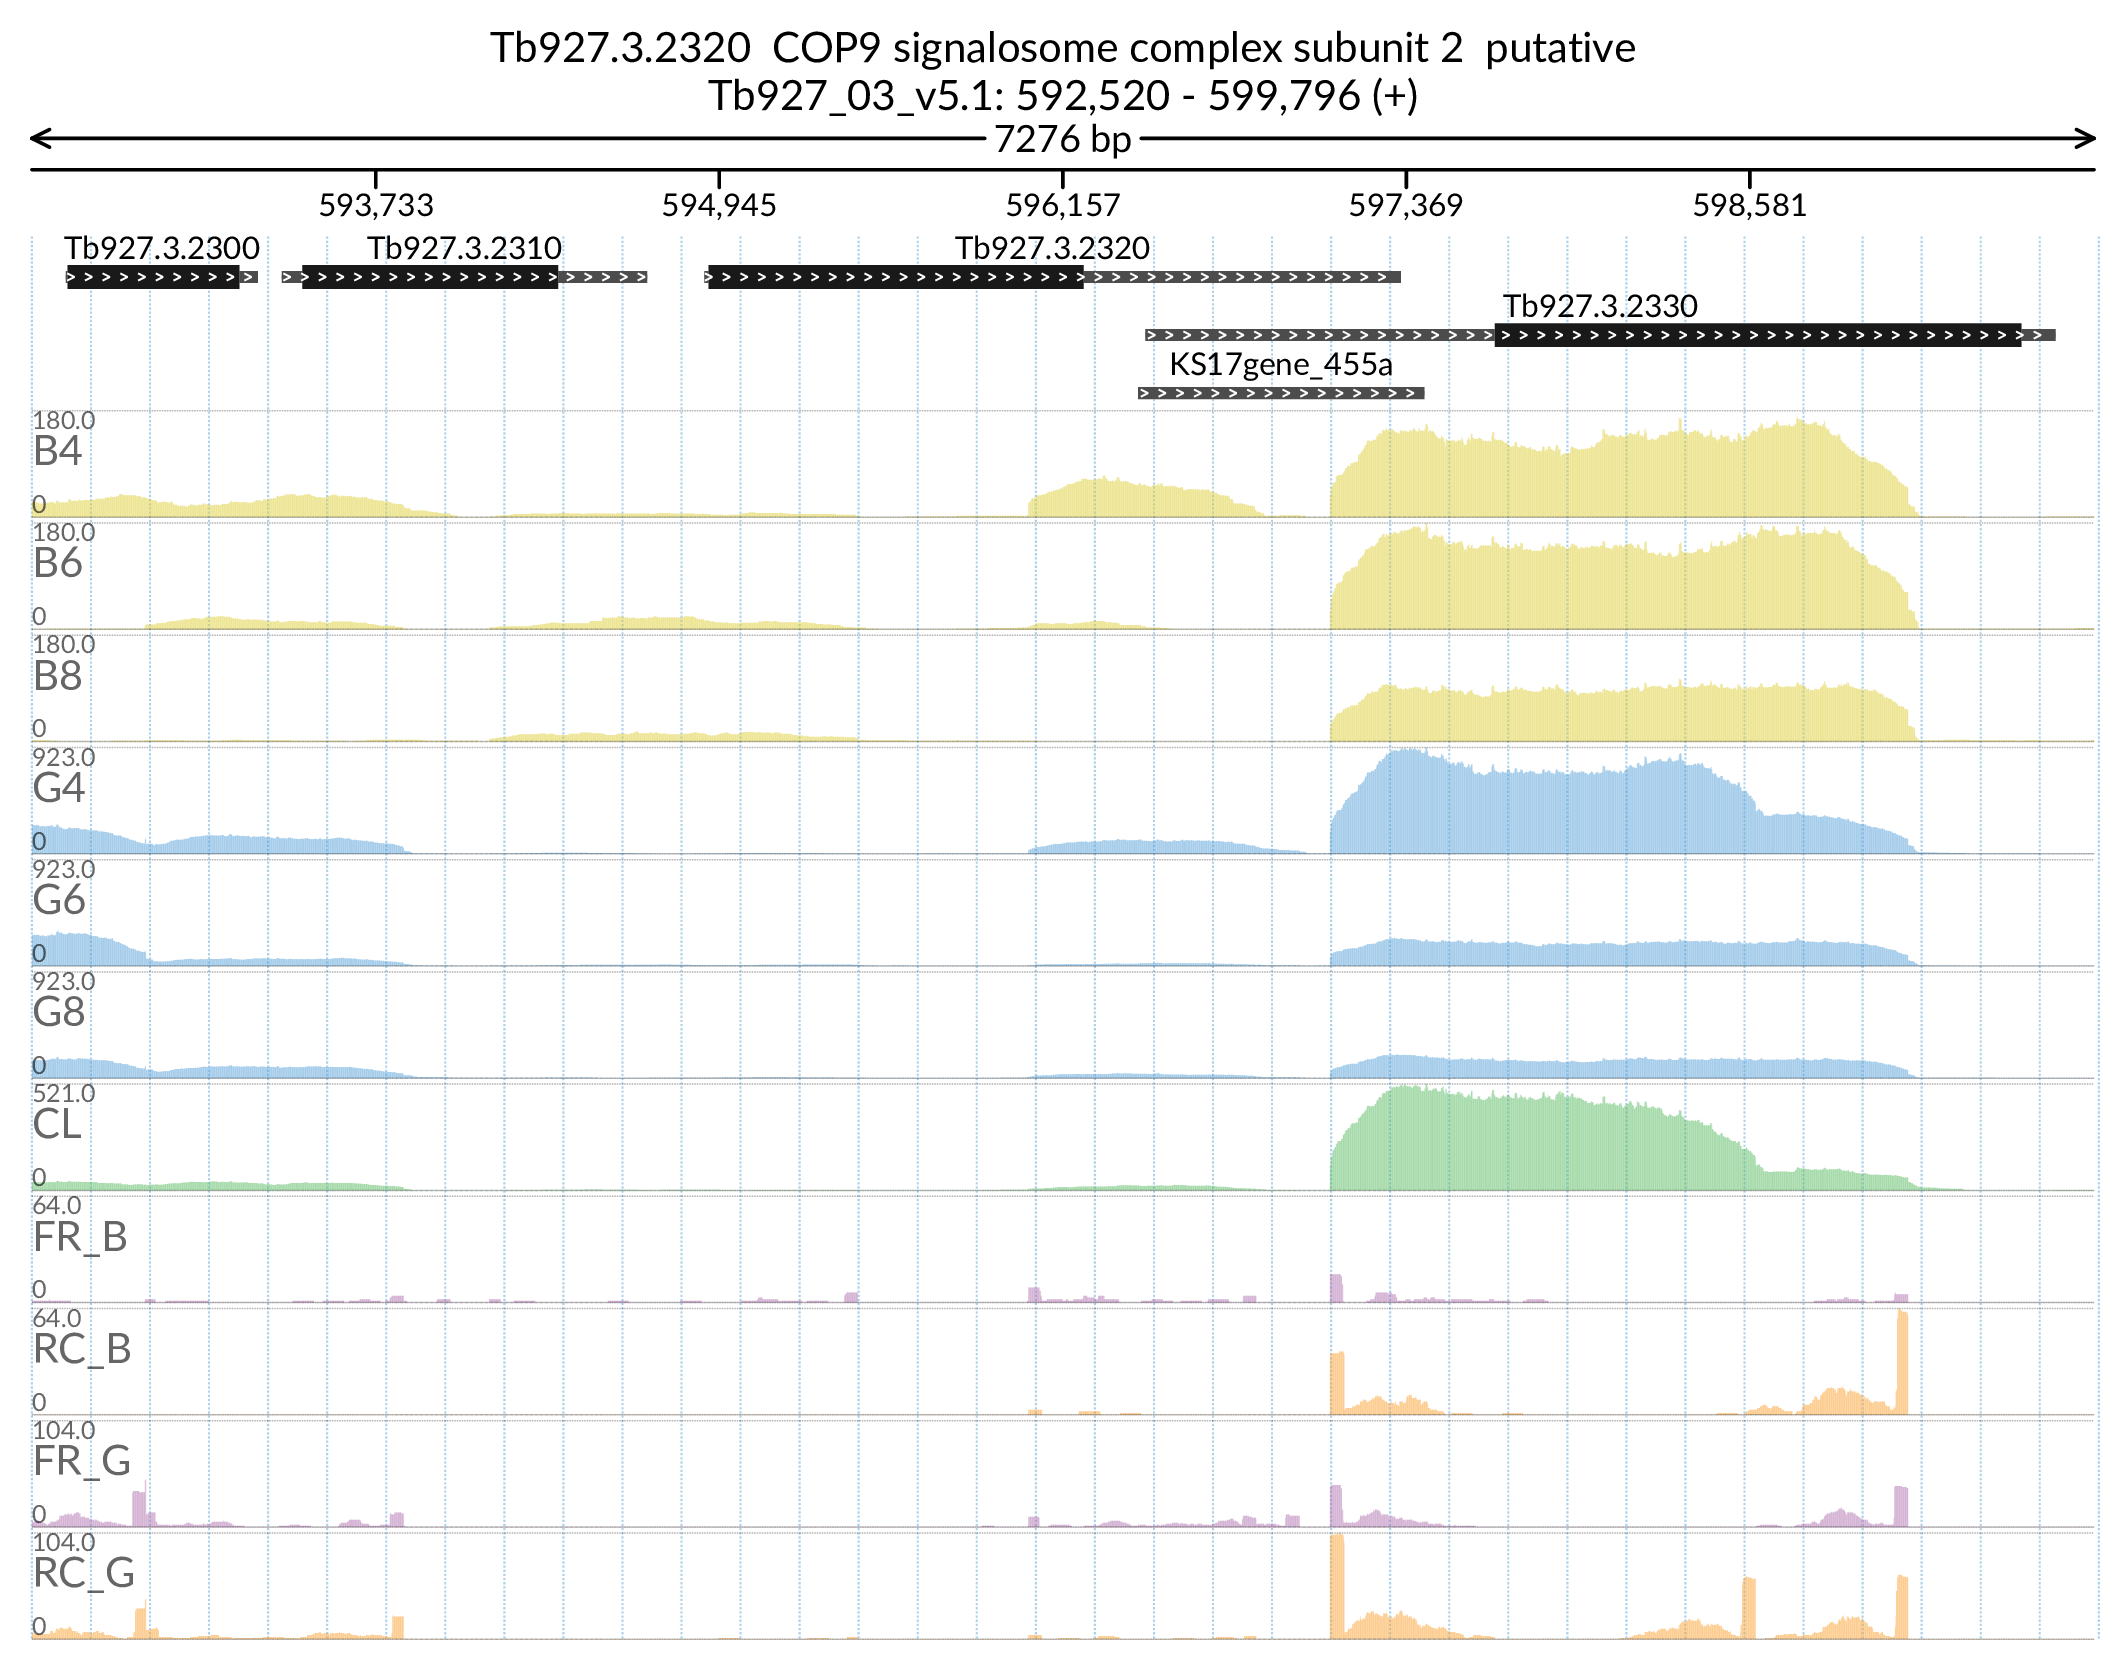 Tb927.3.2320  COP9 signalosome complex subunit 2  putative
Tb927_03_v5.1: 592,520 - 599,796 (+)
7276 bp
593,733 594,945 596,157 597,369 598,581
Tb927.3.2300 Tb927.3.2310 Tb927.3.2320
Tb927.3.2330
KS17gene_455a
180.0
B4
0
180.0
B6
0
180.0
B8
0
923.0
G4
0
923.0
G6
0
923.0
G8
0
521.0
CL
0
64.0
FR_B
0
64.0
RC_B
0
104.0
FR_G
0
104.0
RC_G
0